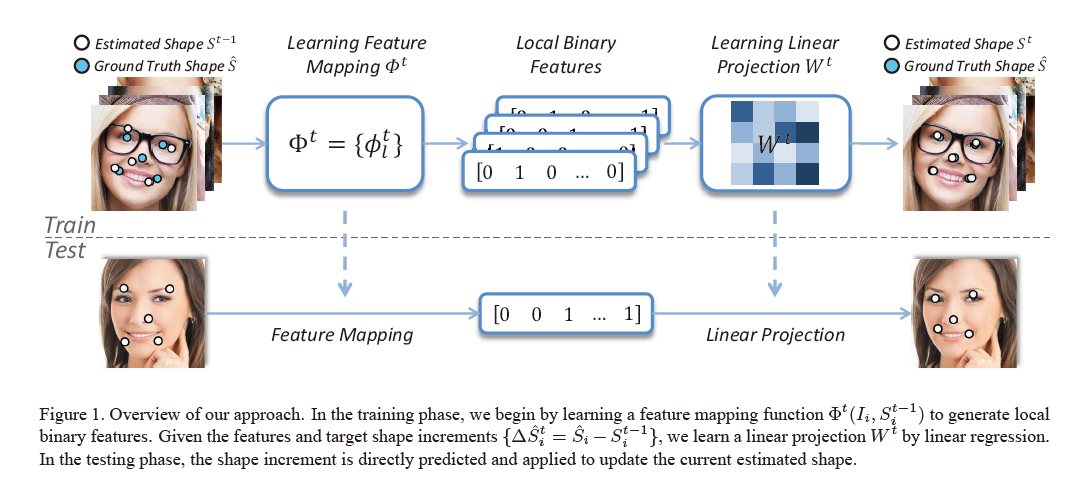 Estimated Shape S^{t−1}
Ground Truth Shape Ŝ
Learning Feature
Mapping Φ^t
Local Binary
Features
Learning Linear
Projection W^t
Estimated Shape S^t
Ground Truth Shape Ŝ
Φ^t = {ϕ_l^t}
[0 1 0 ... 0]
W^t
Train
Test
[0 0 1 ... 1]
Feature Mapping
Linear Projection
Figure 1. Overview of our approach. In the training phase, we begin by learning a feature mapping function Φ^t(I_i, S_i^{t−1}) to generate local
binary features. Given the features and target shape increments {ΔŜ_i^t = Ŝ_i − S_i^{t−1}}, we learn a linear projection W^t by linear regression.
In the testing phase, the shape increment is directly predicted and applied to update the current estimated shape.